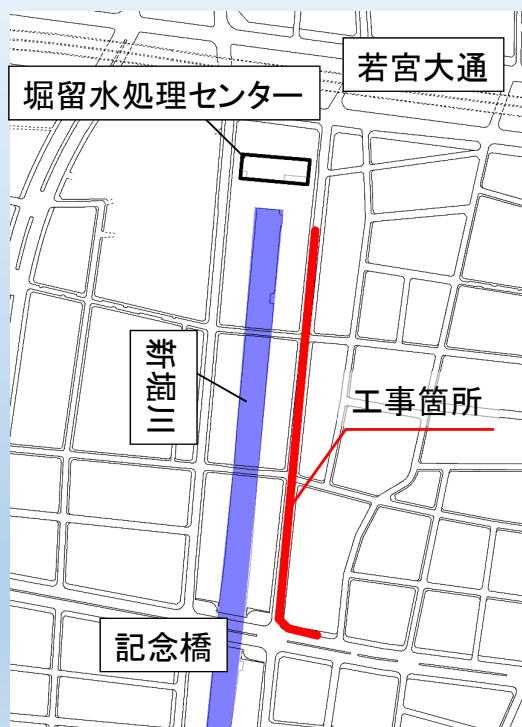 若宮大通
堀留水処理センター
新堀川
工事箇所
記念橋